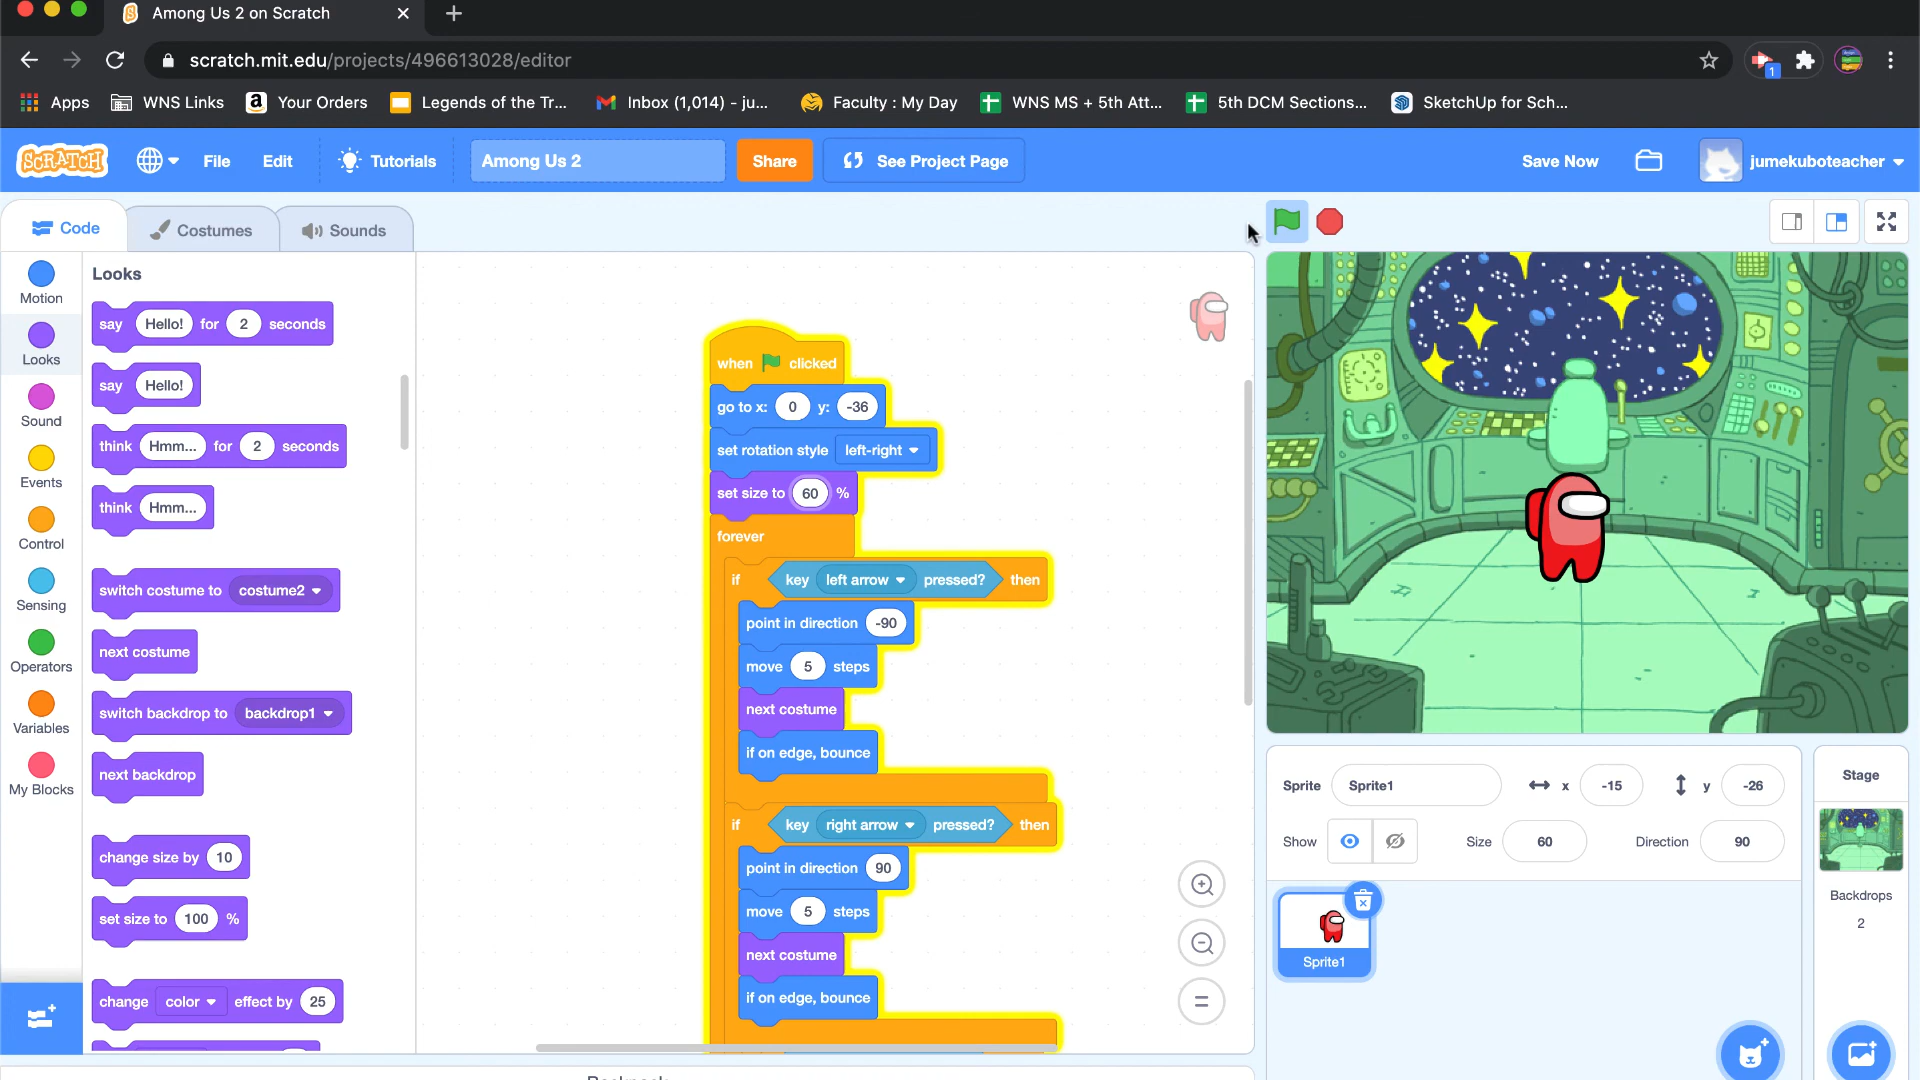 Among Us 2 on Scratch
scratch.mit.edu/projects/496613028/editor
1
Apps
WNS Links
Your Orders
Legends of the Tr...
Inbox (1,014) - ju...
Faculty : My Day
WNS MS + 5th Att...
5th DCM Sections...
SketchUp for Sch...
SCRATCH
File
Edit
Tutorials
Among Us 2
Share
See Project Page
Save Now
jumekuboteacher
Code
Costumes
Sounds
Motion
Looks
Sound
Events
Control
Sensing
Operators
Variables
My Blocks
Looks
say Hello! for 2 seconds
say Hello!
think Hmm... for 2 seconds
think Hmm...
switch costume to costume2
next costume
switch backdrop to backdrop1
next backdrop
change size by 10
set size to 100 %
change color effect by 25
when clicked
go to x: 0 y: -36
set rotation style left-right
set size to 60 %
forever
if key left arrow pressed? then
point in direction -90
move 5 steps
next costume
if on edge, bounce
if key right arrow pressed? then
point in direction 90
move 5 steps
next costume
if on edge, bounce
Sprite Sprite1 x -15 y -26
Show Size 60 Direction 90
Sprite1
Stage
Backdrops
2